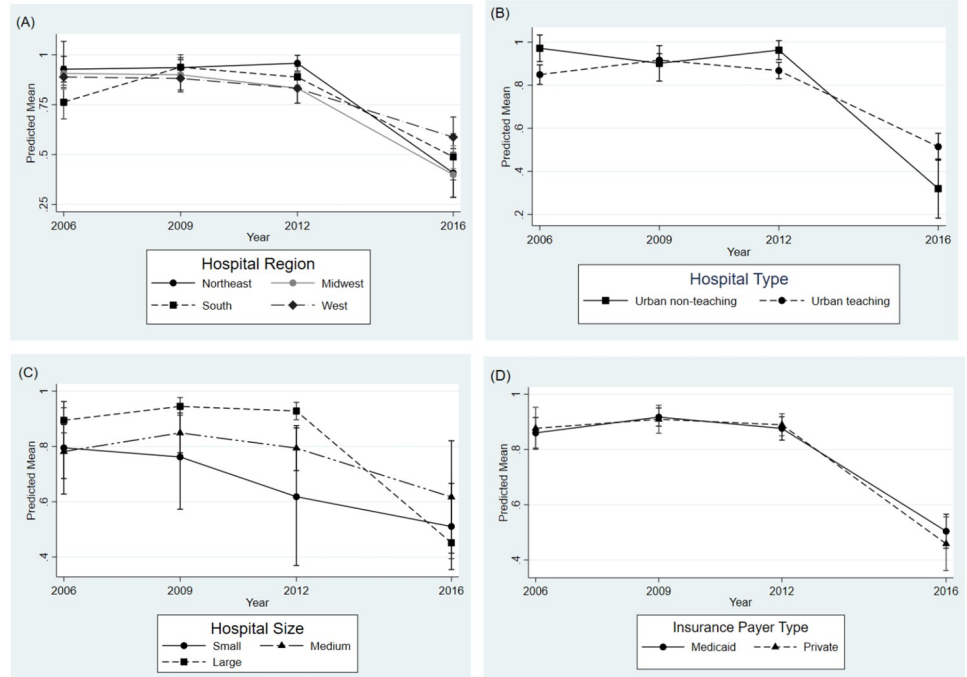 (A)
Predicted Mean
1
.75
.5
.25
2006 2009 2012 2016
Year
Hospital Region
Northeast Midwest
South West
(B)
Predicted Mean
1
.8
.6
.4
.2
2006 2009 2012 2016
Year
Hospital Type
Urban non-teaching Urban teaching
(C)
Predicted Mean
1
.8
.6
.4
2006 2009 2012 2016
Year
Hospital Size
Small Medium
Large
(D)
Predicted Mean
1
.8
.6
.4
2006 2009 2012 2016
Year
Insurance Payer Type
Medicaid Private